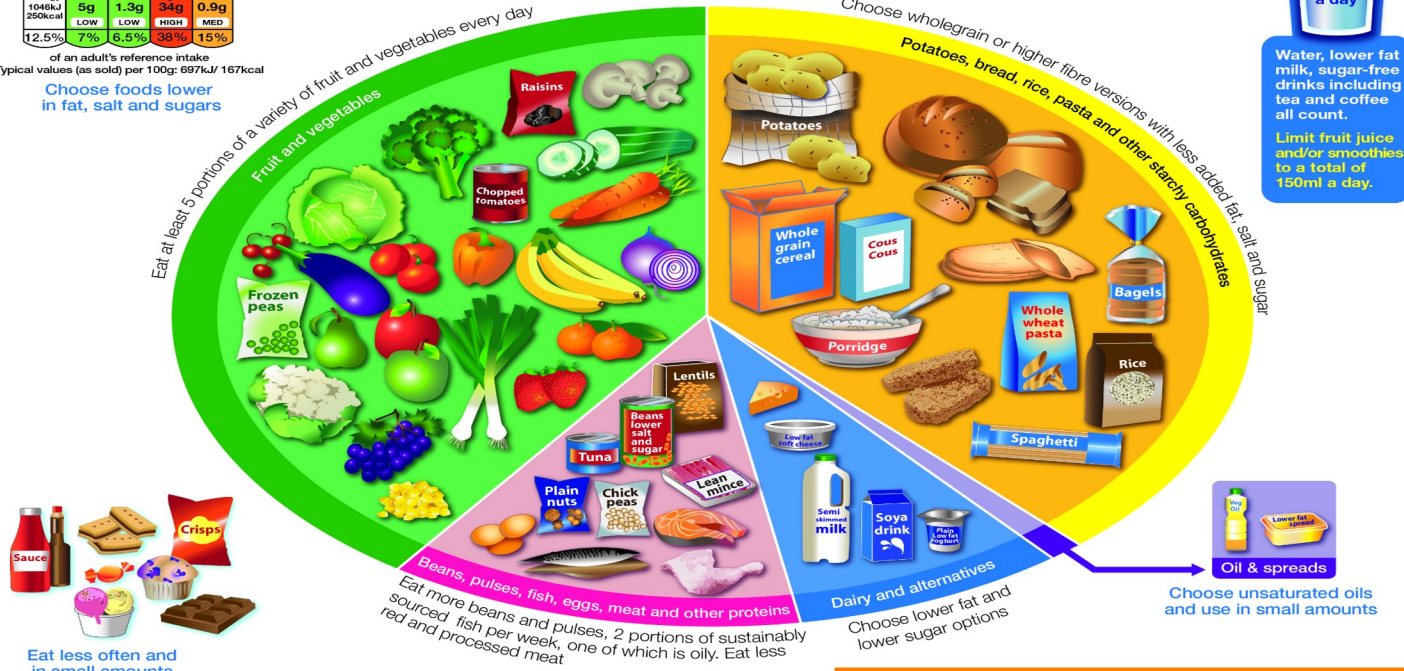 1046kJ
250kcal
5g
LOW
1.3g
LOW
34g
HIGH
0.9g
MED
12.5%
7%
6.5%
38%
15%
of an adult's reference intake
Typical values (as sold) per 100g: 697kJ/ 167kcal
Choose foods lower
in fat, salt and sugars
Eat at least 5 portions of a variety of fruit and vegetables every day
Fruit and vegetables
Raisins
Chopped
tomatoes
Frozen
peas
Choose wholegrain or higher fibre versions with less added fat, salt and sugar
Potatoes, bread, rice, pasta and other starchy carbohydrates
Potatoes
Whole
grain
cereal
Cous
Cous
Porridge
Bagels
Whole
wheat
pasta
Rice
Spaghetti
a day
Water, lower fat
milk, sugar-free
drinks including
tea and coffee
all count.
Limit fruit juice
and/or smoothies
to a total of
150ml a day.
Lentils
Beans
lower
salt
and
sugar
Tuna
Plain
nuts
Chick
peas
Lean
mince
Beans, pulses, fish, eggs, meat and other proteins
Eat more beans and pulses, 2 portions of sustainably
sourced fish per week, one of which is oily. Eat less
red and processed meat
Low fat
soft cheese
Semi
skimmed
milk
Soya
drink
Plain
Low fat
yoghurt
Dairy and alternatives
Choose lower fat and
lower sugar options
Veg
Oil
Lower fat
spread
Oil & spreads
Choose unsaturated oils
and use in small amounts
Sauce
Crisps
Eat less often and
in small amounts